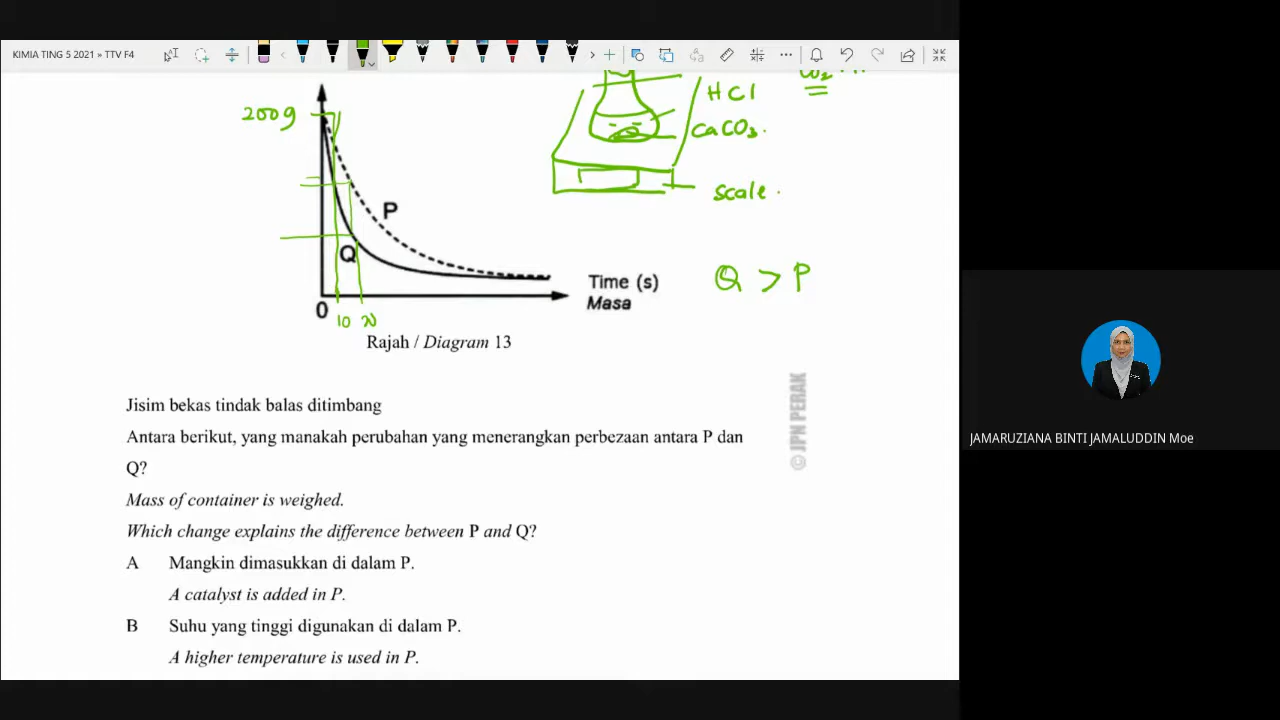 KIMIA TING 5 2021 » TTV F4
200g
HCl
CaCO3.
scale.
P
Q
Time (s)
Masa
Q > P
0
10
Rajah / Diagram 13
Jisim bekas tindak balas ditimbang
Antara berikut, yang manakah perubahan yang menerangkan perbezaan antara P dan
Q?
Mass of container is weighed.
Which change explains the difference between P and Q?
A Mangkin dimasukkan di dalam P.
A catalyst is added in P.
B Suhu yang tinggi digunakan di dalam P.
A higher temperature is used in P.
© JPN PERAK
JAMARUZIANA BINTI JAMALUDDIN Moe